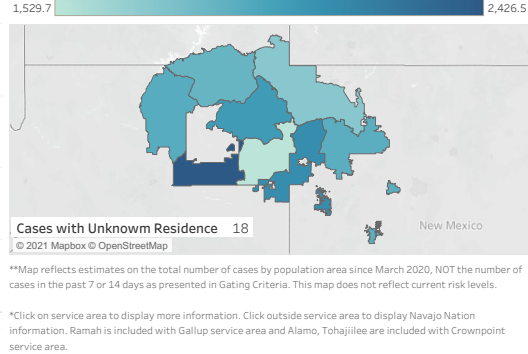 1,529.7 2,426.5
New Mexico
Cases with Unknowm Residence 18
© 2021 Mapbox © OpenStreetMap
**Map reflects estimates on the total number of cases by population area since March 2020, NOT the number of
cases in the past 7 or 14 days as presented in Gating Criteria. This map does not reflect current risk levels.
*Click on service area to display more information. Click outside service area to display Navajo Nation
information. Ramah is included with Gallup service area and Alamo, Tohajiilee are included with Crownpoint
service area.